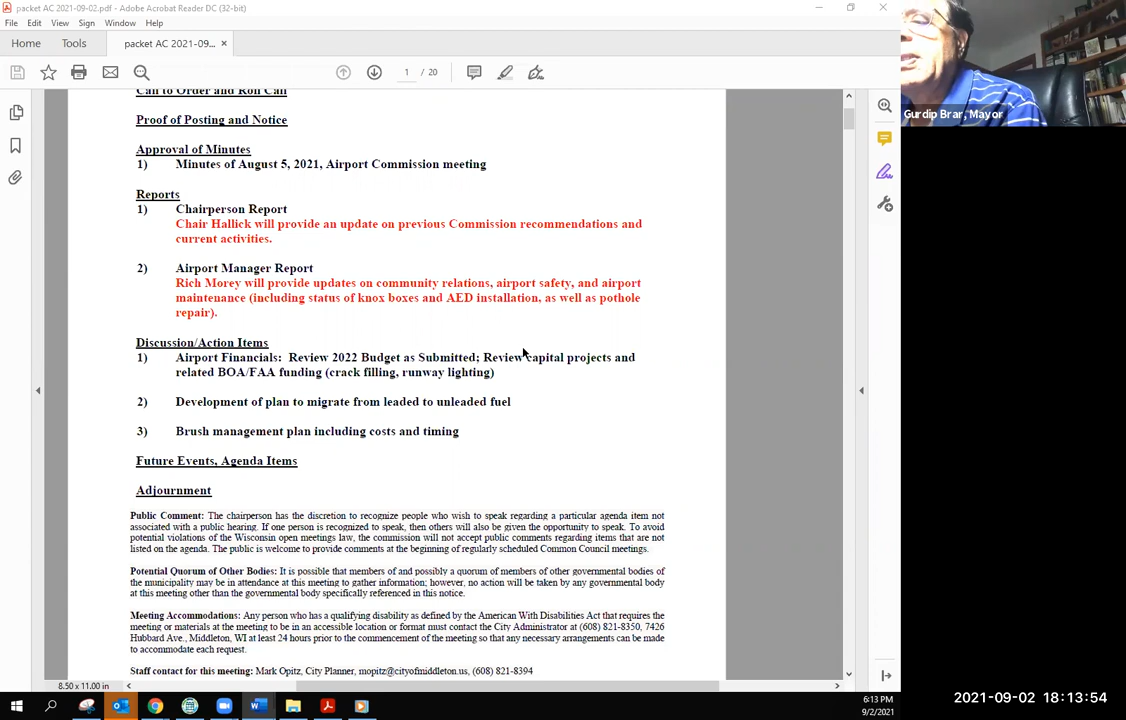 packet AC 2021-09-02.pdf - Adobe Acrobat Reader DC (32-bit)
File Edit View Sign Window Help
Home Tools packet AC 2021-09... ×
1 / 20
Call to Order and Roll Call
Proof of Posting and Notice
Approval of Minutes
1) Minutes of August 5, 2021, Airport Commission meeting
Reports
1) Chairperson Report
Chair Hallick will provide an update on previous Commission recommendations and
current activities.
2) Airport Manager Report
Rich Morey will provide updates on community relations, airport safety, and airport
maintenance (including status of knox boxes and AED installation, as well as pothole
repair).
Discussion/Action Items
1) Airport Financials: Review 2022 Budget as Submitted; Review capital projects and
related BOA/FAA funding (crack filling, runway lighting)
2) Development of plan to migrate from leaded to unleaded fuel
3) Brush management plan including costs and timing
Future Events, Agenda Items
Adjournment
Public Comment: The chairperson has the discretion to recognize people who wish to speak regarding a particular agenda item not
associated with a public hearing. If one person is recognized to speak, then others will also be given the opportunity to speak. To avoid
potential violations of the Wisconsin open meetings law, the commission will not accept public comments regarding items that are not
listed on the agenda. The public is welcome to provide comments at the beginning of regularly scheduled Common Council meetings.
Potential Quorum of Other Bodies: It is possible that members of and possibly a quorum of members of other governmental bodies of
the municipality may be in attendance at this meeting to gather information; however, no action will be taken by any governmental body
at this meeting other than the governmental body specifically referenced in this notice.
Meeting Accommodations: Any person who has a qualifying disability as defined by the American With Disabilities Act that requires the
meeting or materials at the meeting to be in an accessible location or format must contact the City Administrator at (608) 821-8350, 7426
Hubbard Ave., Middleton, WI at least 24 hours prior to the commencement of the meeting so that any necessary arrangements can be made
to accommodate each request.
Staff contact for this meeting: Mark Opitz, City Planner, mopitz@cityofmiddleton.us, (608) 821-8394
8.50 x 11.00 in
Gurdip Brar, Mayor
6:13 PM
9/2/2021
2021-09-02 18:13:54